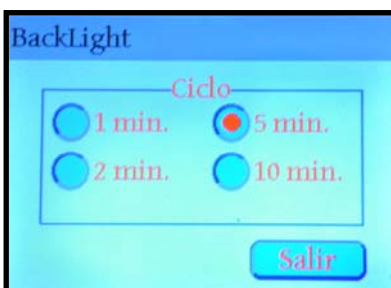 BackLight
Ciclo
1 min. 5 min.
2 min. 10 min.
Salir